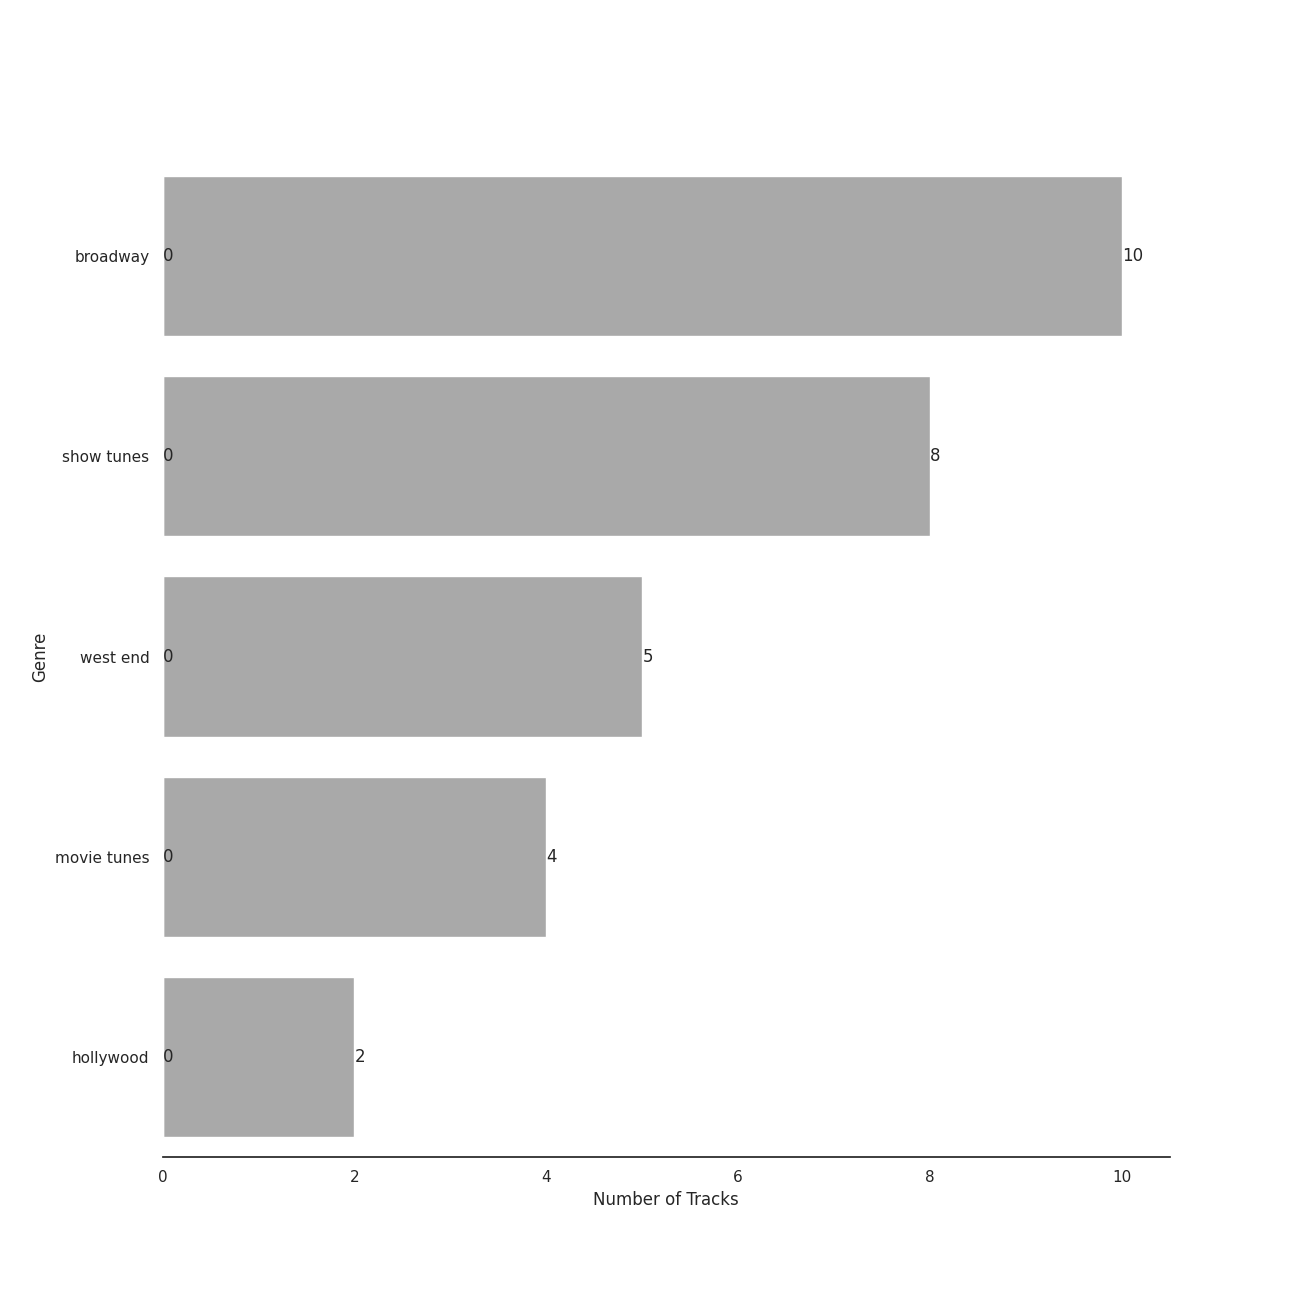 broadway 0 10
show tunes 0 8
Genre
west end 0 5
movie tunes 0 4
hollywood 0 2
0 2 4 6 8 10
Number of Tracks